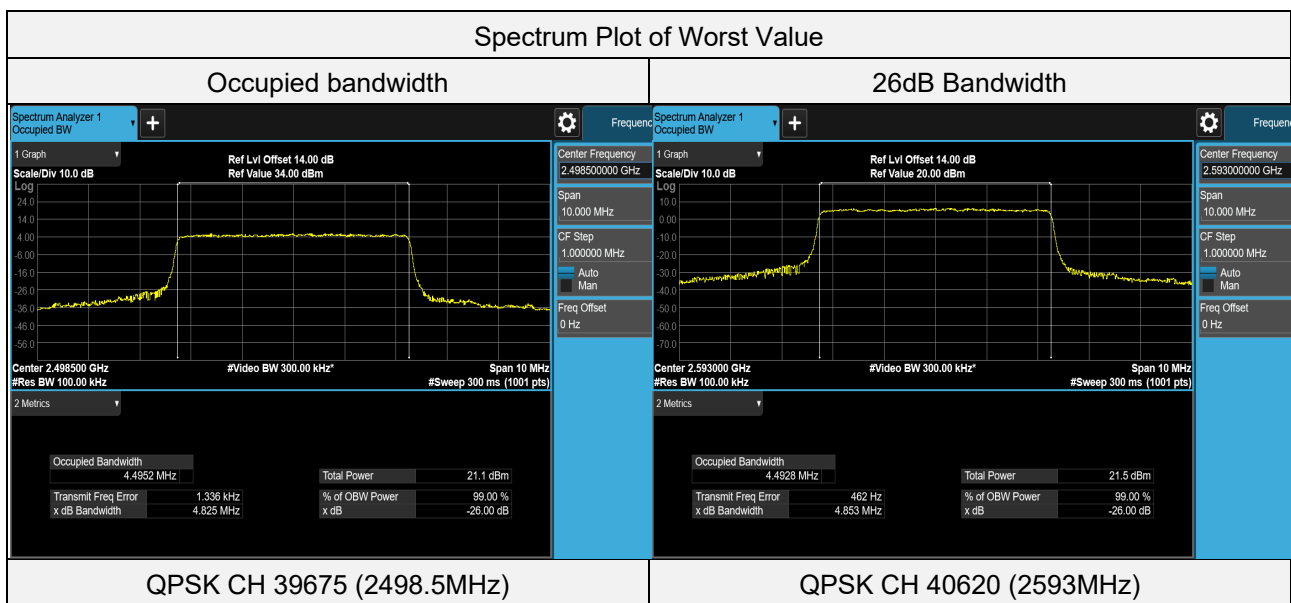 Spectrum Plot of Worst Value
Occupied bandwidth
26dB Bandwidth
Spectrum Analyzer 1
Occupied BW
+
Frequenc
1 Graph
Scale/Div 10.0 dB
Ref Lvl Offset 14.00 dB
Ref Value 34.00 dBm
Log
24.0
14.0
4.00
-6.00
-16.0
-26.0
-36.0
-46.0
-56.0
Center 2.498500 GHz
#Video BW 300.00 kHz*
Span 10 MHz
#Res BW 100.00 kHz
#Sweep 300 ms (1001 pts)
Center Frequency
2.498500000 GHz
Span
10.000 MHz
CF Step
1.000000 MHz
Auto
Man
Freq Offset
0 Hz
2 Metrics
Occupied Bandwidth
4.4952 MHz
Total Power 21.1 dBm
Transmit Freq Error 1.336 kHz % of OBW Power 99.00 %
x dB Bandwidth 4.825 MHz x dB -26.00 dB
Spectrum Analyzer 1
Occupied BW
+
Frequen
1 Graph
Scale/Div 10.0 dB
Ref Lvl Offset 14.00 dB
Ref Value 20.00 dBm
Log
10.0
0.00
-10.0
-20.0
-30.0
-40.0
-50.0
-60.0
-70.0
Center 2.593000 GHz
#Video BW 300.00 kHz*
Span 10 MHz
#Res BW 100.00 kHz
#Sweep 300 ms (1001 pts)
Center Frequency
2.593000000 GHz
Span
10.000 MHz
CF Step
1.000000 MHz
Auto
Man
Freq Offset
0 Hz
2 Metrics
Occupied Bandwidth
4.4928 MHz
Total Power 21.5 dBm
Transmit Freq Error 462 Hz % of OBW Power 99.00 %
x dB Bandwidth 4.853 MHz x dB -26.00 dB
QPSK CH 39675 (2498.5MHz)
QPSK CH 40620 (2593MHz)